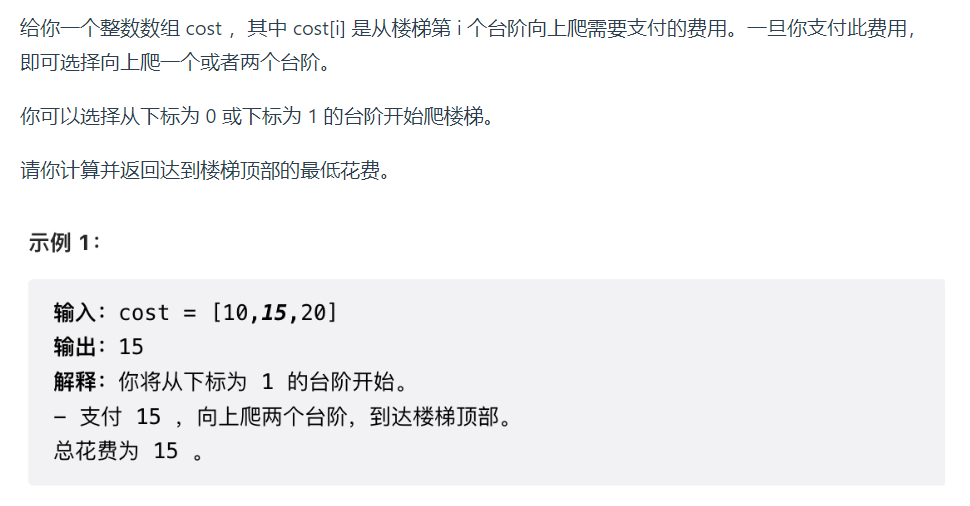 给你一个整数数组 cost ，其中 cost[i] 是从楼梯第 i 个台阶向上爬需要支付的费用。一旦你支付此费用，
即可选择向上爬一个或者两个台阶。
你可以选择从下标为 0 或下标为 1 的台阶开始爬楼梯。
请你计算并返回达到楼梯顶部的最低花费。
示例 1：
输入：cost = [10,15,20]
输出：15
解释：你将从下标为 1 的台阶开始。
- 支付 15 ，向上爬两个台阶，到达楼梯顶部。
总花费为 15 。